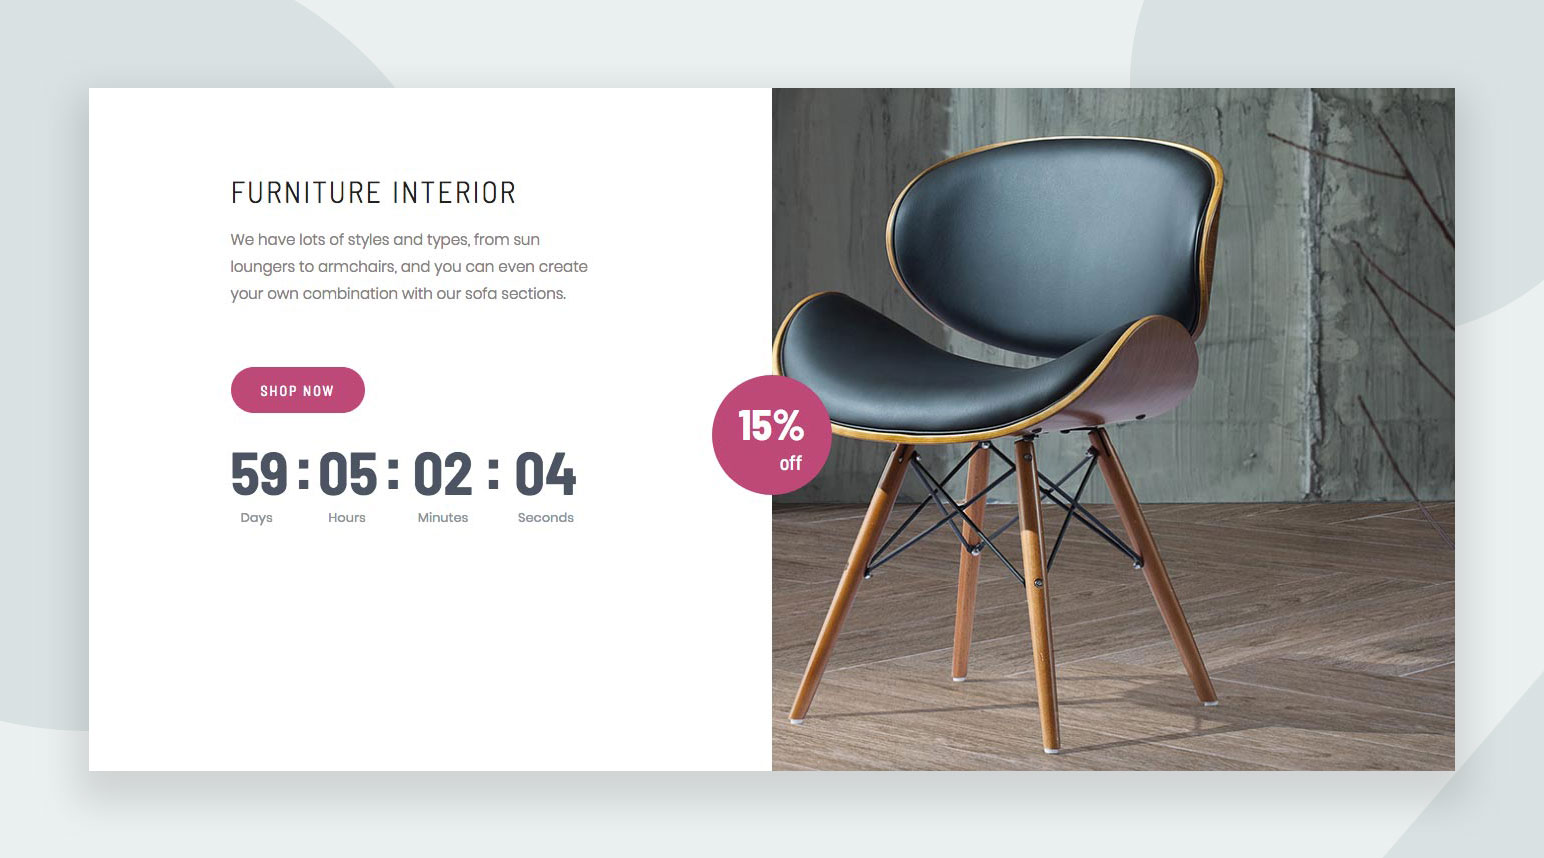 FURNITURE INTERIOR
We have lots of styles and types, from sun
loungers to armchairs, and you can even create
your own combination with our sofa sections.
SHOP NOW
59 : 05 : 02 : 04
Days Hours Minutes Seconds
15%
off